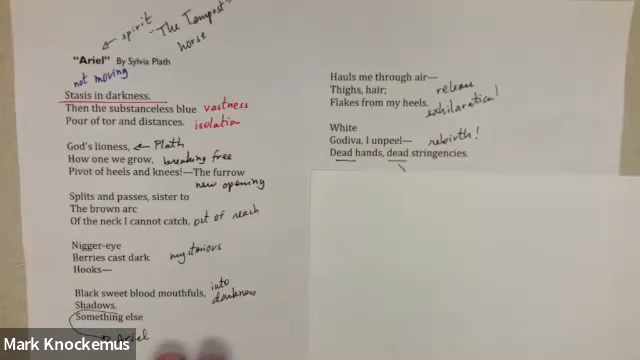 ← spirit "The Tempest"
horse
"Ariel" By Sylvia Plath
not moving
Stasis in darkness.
Then the substanceless blue vastness
Pour of tor and distances. isolation
God's lioness, ← Plath
How one we grow, breaking free
Pivot of heels and knees!—The furrow
new opening
Splits and passes, sister to
The brown arc
Of the neck I cannot catch, out of reach
Nigger-eye
Berries cast dark mysterious
Hooks—
Black sweet blood mouthfuls, into
darkness
Shadows.
Something else
Ariel
Hauls me through air—
Thighs, hair; release
Flakes from my heels. exhilaration!
White
Godiva, I unpeel— rebirth!
Dead hands, dead stringencies.
Mark Knockemus